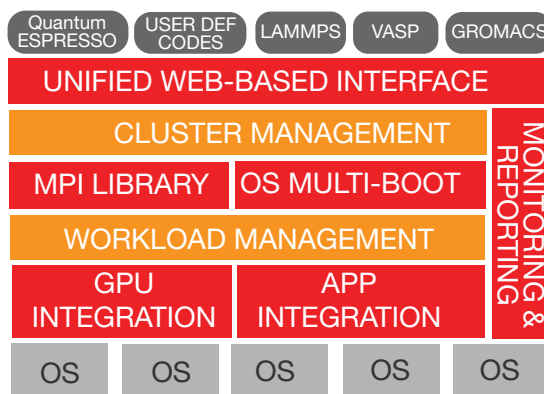 Quantum
ESPRESSO
USER DEF
CODES
LAMMPS
VASP
GROMACS
UNIFIED WEB-BASED INTERFACE
CLUSTER MANAGEMENT
MPI LIBRARY
OS MULTI-BOOT
WORKLOAD MANAGEMENT
GPU
INTEGRATION
APP
INTEGRATION
MONITORING &
REPORTING
OS
OS
OS
OS
OS